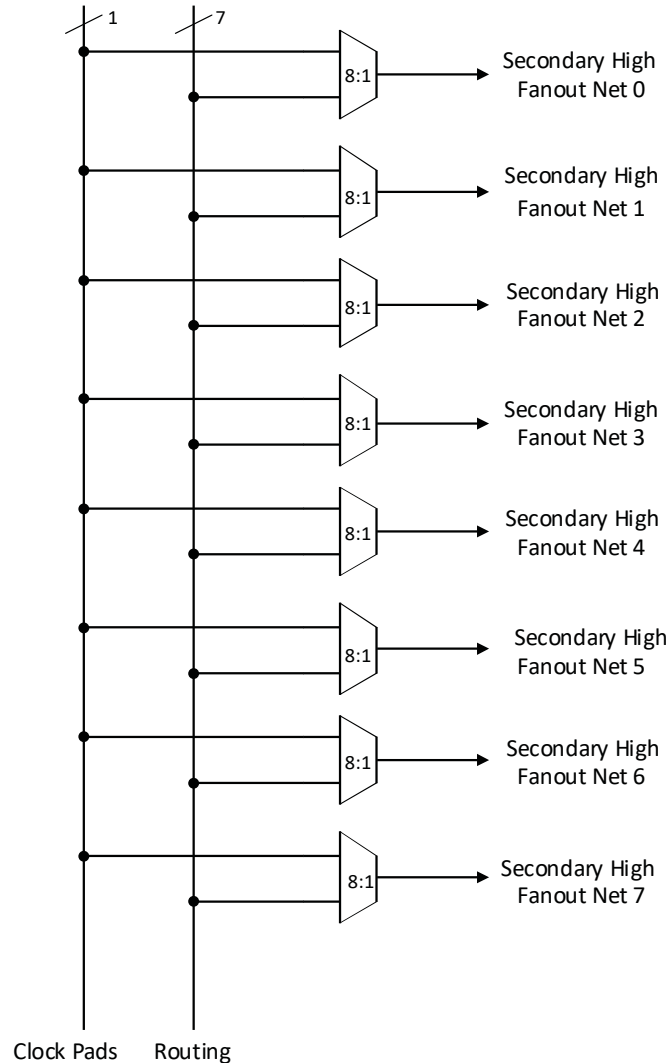 1
7
8:1
Secondary High
Fanout Net 0
8:1
Secondary High
Fanout Net 1
8:1
Secondary High
Fanout Net 2
8:1
Secondary High
Fanout Net 3
8:1
Secondary High
Fanout Net 4
8:1
Secondary High
Fanout Net 5
8:1
Secondary High
Fanout Net 6
8:1
Secondary High
Fanout Net 7
Clock Pads
Routing